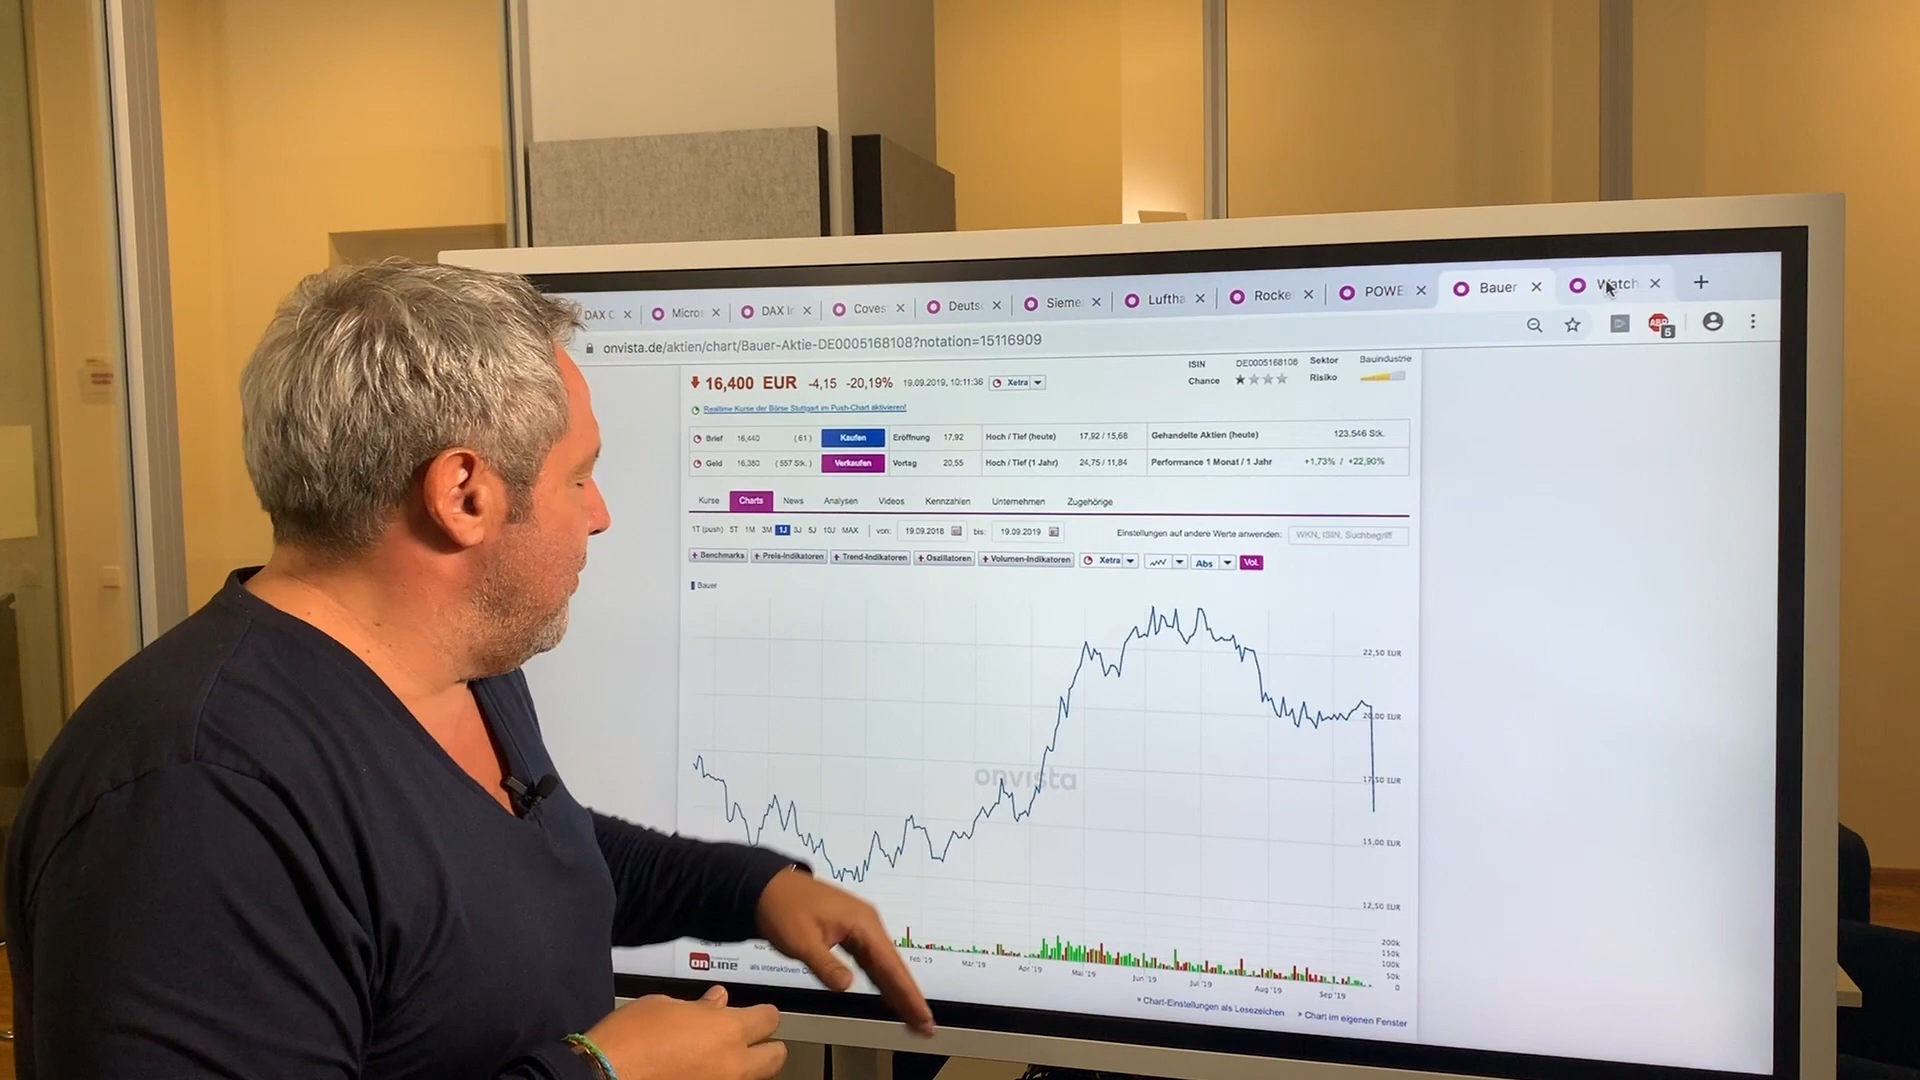 DAX C Micros DAX In Coves Deuts Sieme Luftha Rocke POWE Bauer Watch
onvista.de/aktien/chart/Bauer-Aktie-DE0005168108?notation=15116909
ABP 5
16,400 EUR -4,15 -20,19% 19.09.2019, 10:11:36 Xetra
ISIN DE0005168108 Sektor Bauindustrie
Chance Risiko
Realtime Kurse der Börse Stuttgart im Push-Chart aktivieren!
Brief 16,440 (61) Kaufen Eröffnung 17,92 Hoch / Tief (heute) 17,92 / 15,68 Gehandelte Aktien (heute) 123.546 Stk.
Geld 16,380 (557 Stk.) Verkaufen Vortag 20,55 Hoch / Tief (1 Jahr) 24,75 / 11,84 Performance 1 Monat / 1 Jahr +1,73% / +22,90%
Kurse Charts News Analysen Videos Kennzahlen Unternehmen Zugehörige
1T (push) 5T 1M 3M 1J 3J 5J 10J MAX von: 19.09.2018 bis: 19.09.2019 Einstellungen auf andere Werte anwenden: WKN, ISIN, Suchbegriff
+ Benchmarks + Preis-Indikatoren + Trend-Indikatoren + Oszillatoren + Volumen-Indikatoren Xetra Abs Vol.
Bauer
22,50 EUR
20,00 EUR
onvista
17,50 EUR
15,00 EUR
12,50 EUR
200k
150k
100k
50k
0
Feb '19 Mär '19 Apr '19 Mai '19 Jun '19 Jul '19 Aug '19 Sep '19
onLINE als interaktiven
» Chart-Einstellungen als Lesezeichen » Chart im eigenen Fenster